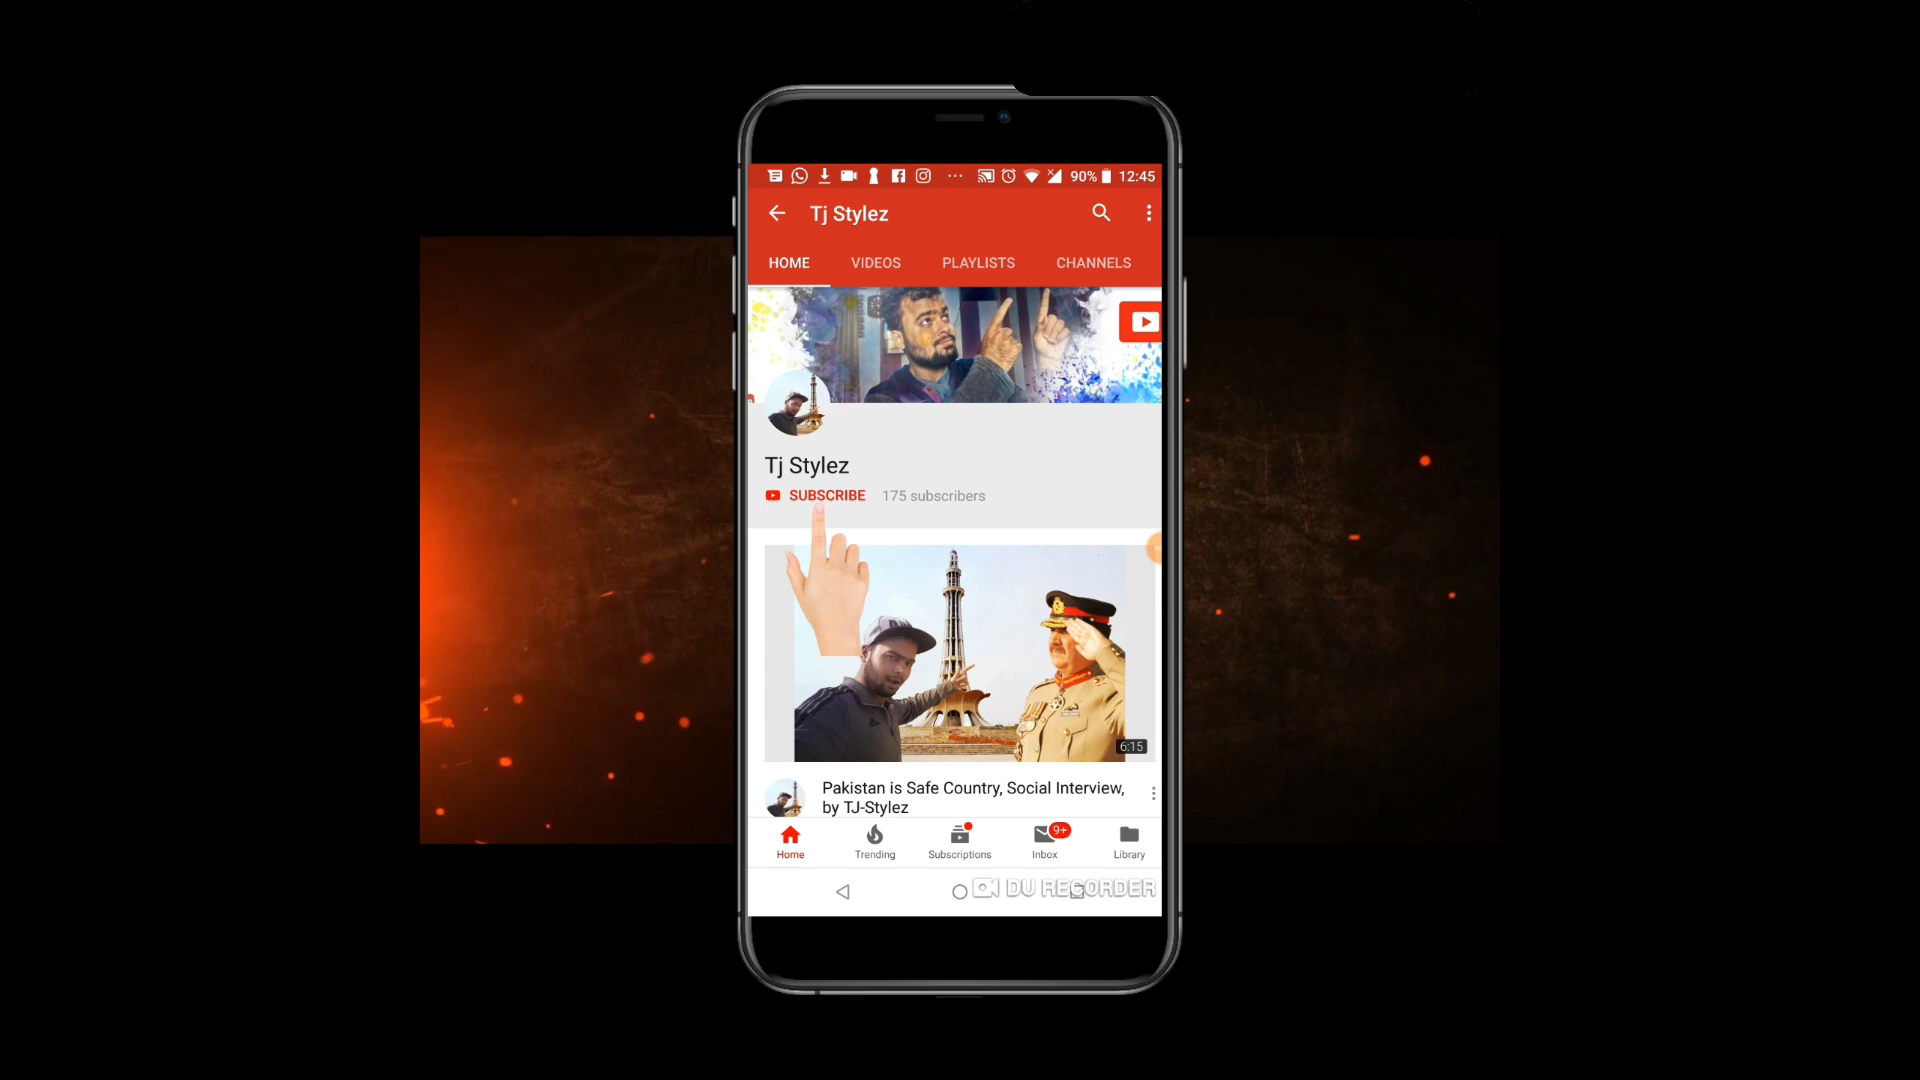 90% 12:45
Tj Stylez
HOME VIDEOS PLAYLISTS CHANNELS
Tj Stylez
SUBSCRIBE 175 subscribers
6:15
Pakistan is Safe Country, Social Interview,
by TJ-Stylez
9+
Home Trending Subscriptions Inbox Library
DU RECORDER